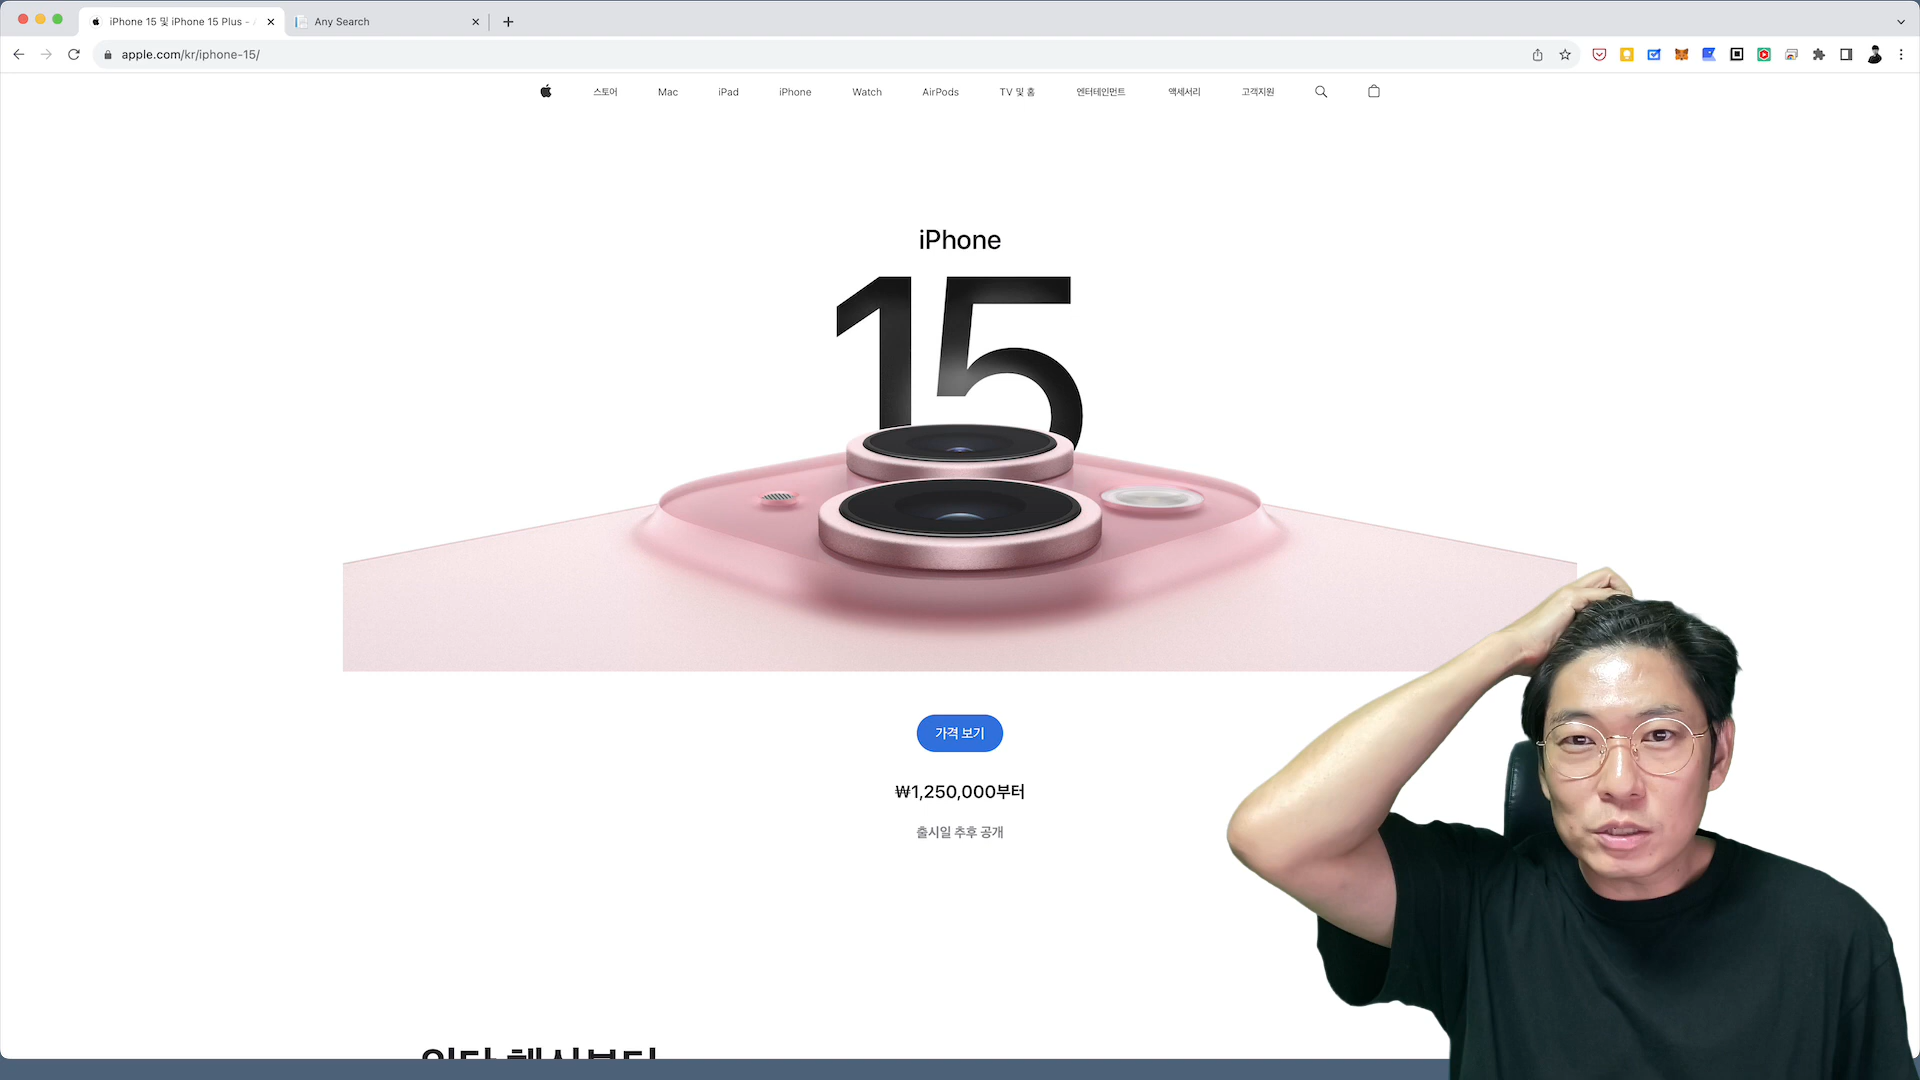 iPhone 15 및 iPhone 15 Plus -
Any Search
apple.com/kr/iphone-15/
스토어
Mac
iPad
iPhone
Watch
AirPods
TV 및 홈
엔터테인먼트
액세서리
고객지원
iPhone
15
가격 보기
₩1,250,000부터
출시일 추후 공개